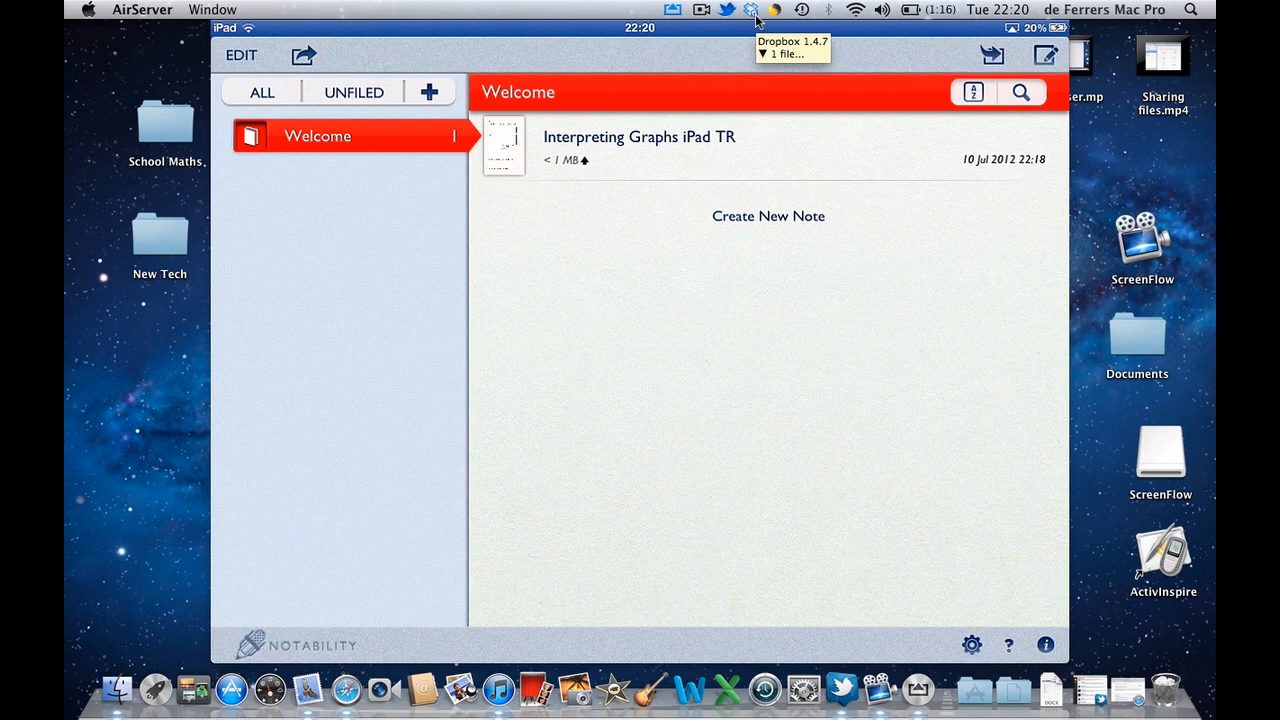 AirServer Window
(1:16) Tue 22:20 de Ferrers Mac Pro
Dropbox 1.4.7
▼ 1 file...
iPad 22:20 20%
EDIT
ALL UNFILED +
Welcome
A
Z
Welcome 1
Interpreting Graphs iPad TR
< 1 MB
10 Jul 2012 22:18
Create New Note
NOTABILITY
?
i
School Maths
New Tech
ser.mp
Sharing
files.mp4
ScreenFlow
Documents
ScreenFlow
ActivInspire
DOCX